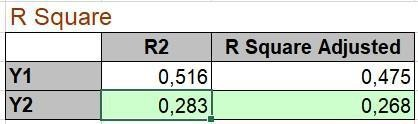 R Square
R2 R Square Adjusted
Y1 0,516 0,475
Y2 0,283 0,268